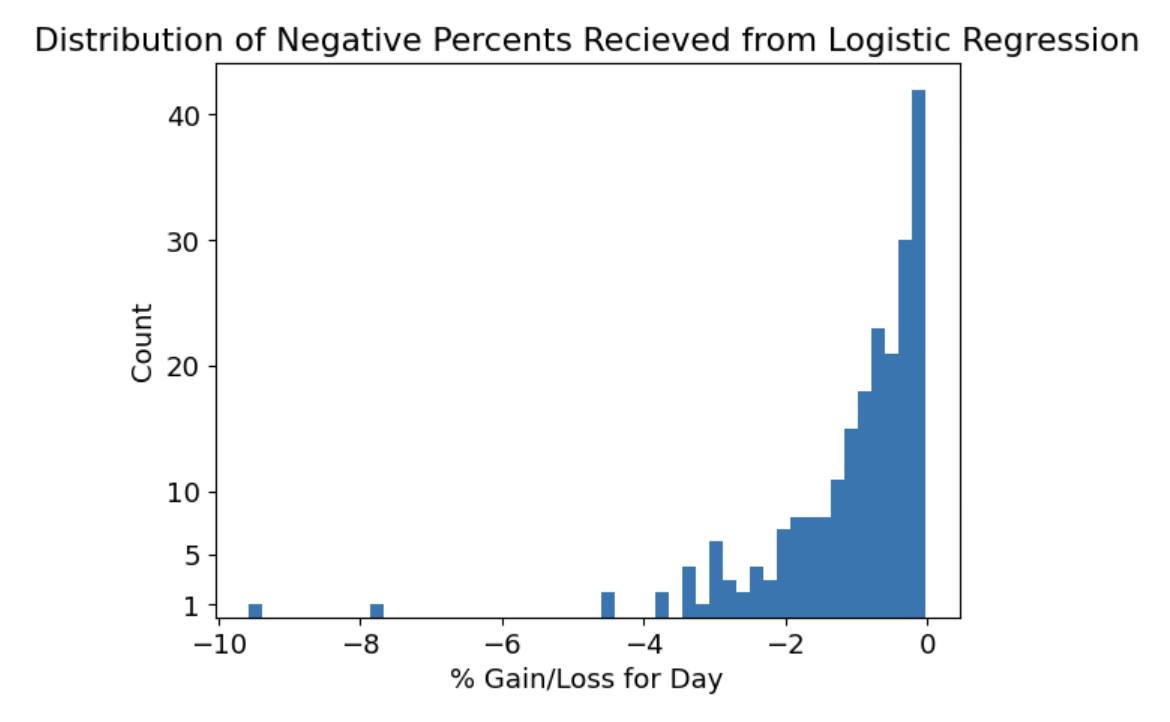 Distribution of Negative Percents Recieved from Logistic Regression
40
30
20
10
5
1
Count
−10 −8 −6 −4 −2 0
% Gain/Loss for Day